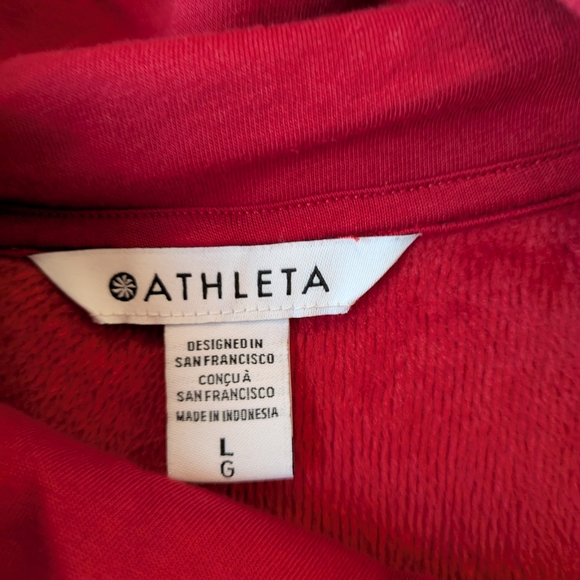 ATHLETA
DESIGNED IN
SAN FRANCISCO
CONÇU À
SAN FRANCISCO
MADE IN INDONESIA
L
G